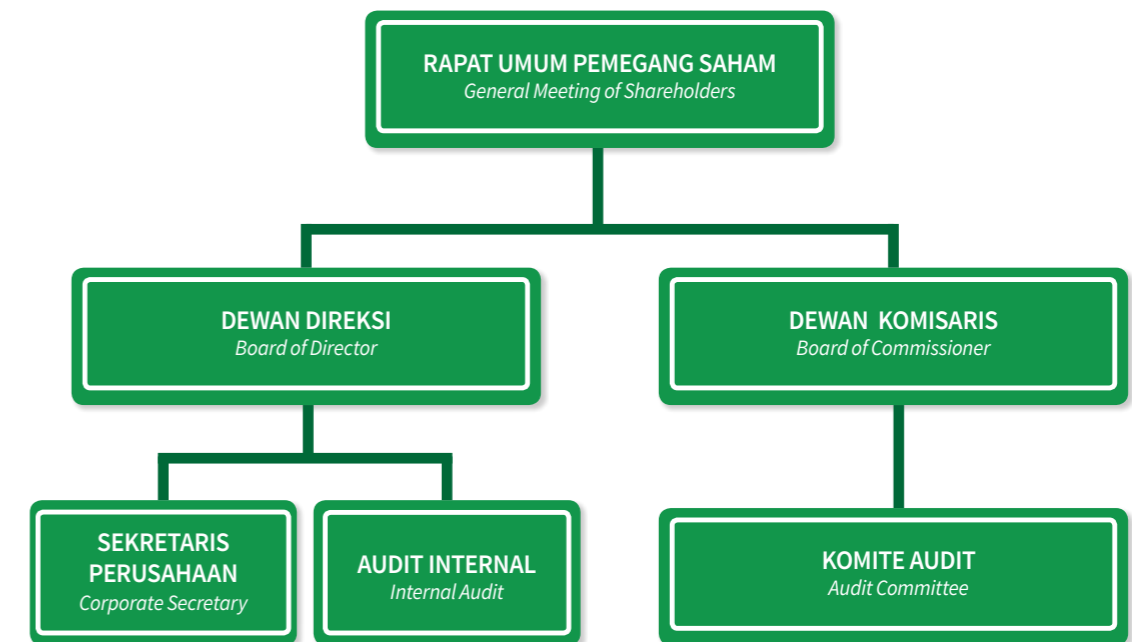 RAPAT UMUM PEMEGANG SAHAM
General Meeting of Shareholders
DEWAN DIREKSI
Board of Director
DEWAN KOMISARIS
Board of Commissioner
SEKRETARIS
PERUSAHAAN
Corporate Secretary
AUDIT INTERNAL
Internal Audit
KOMITE AUDIT
Audit Committee